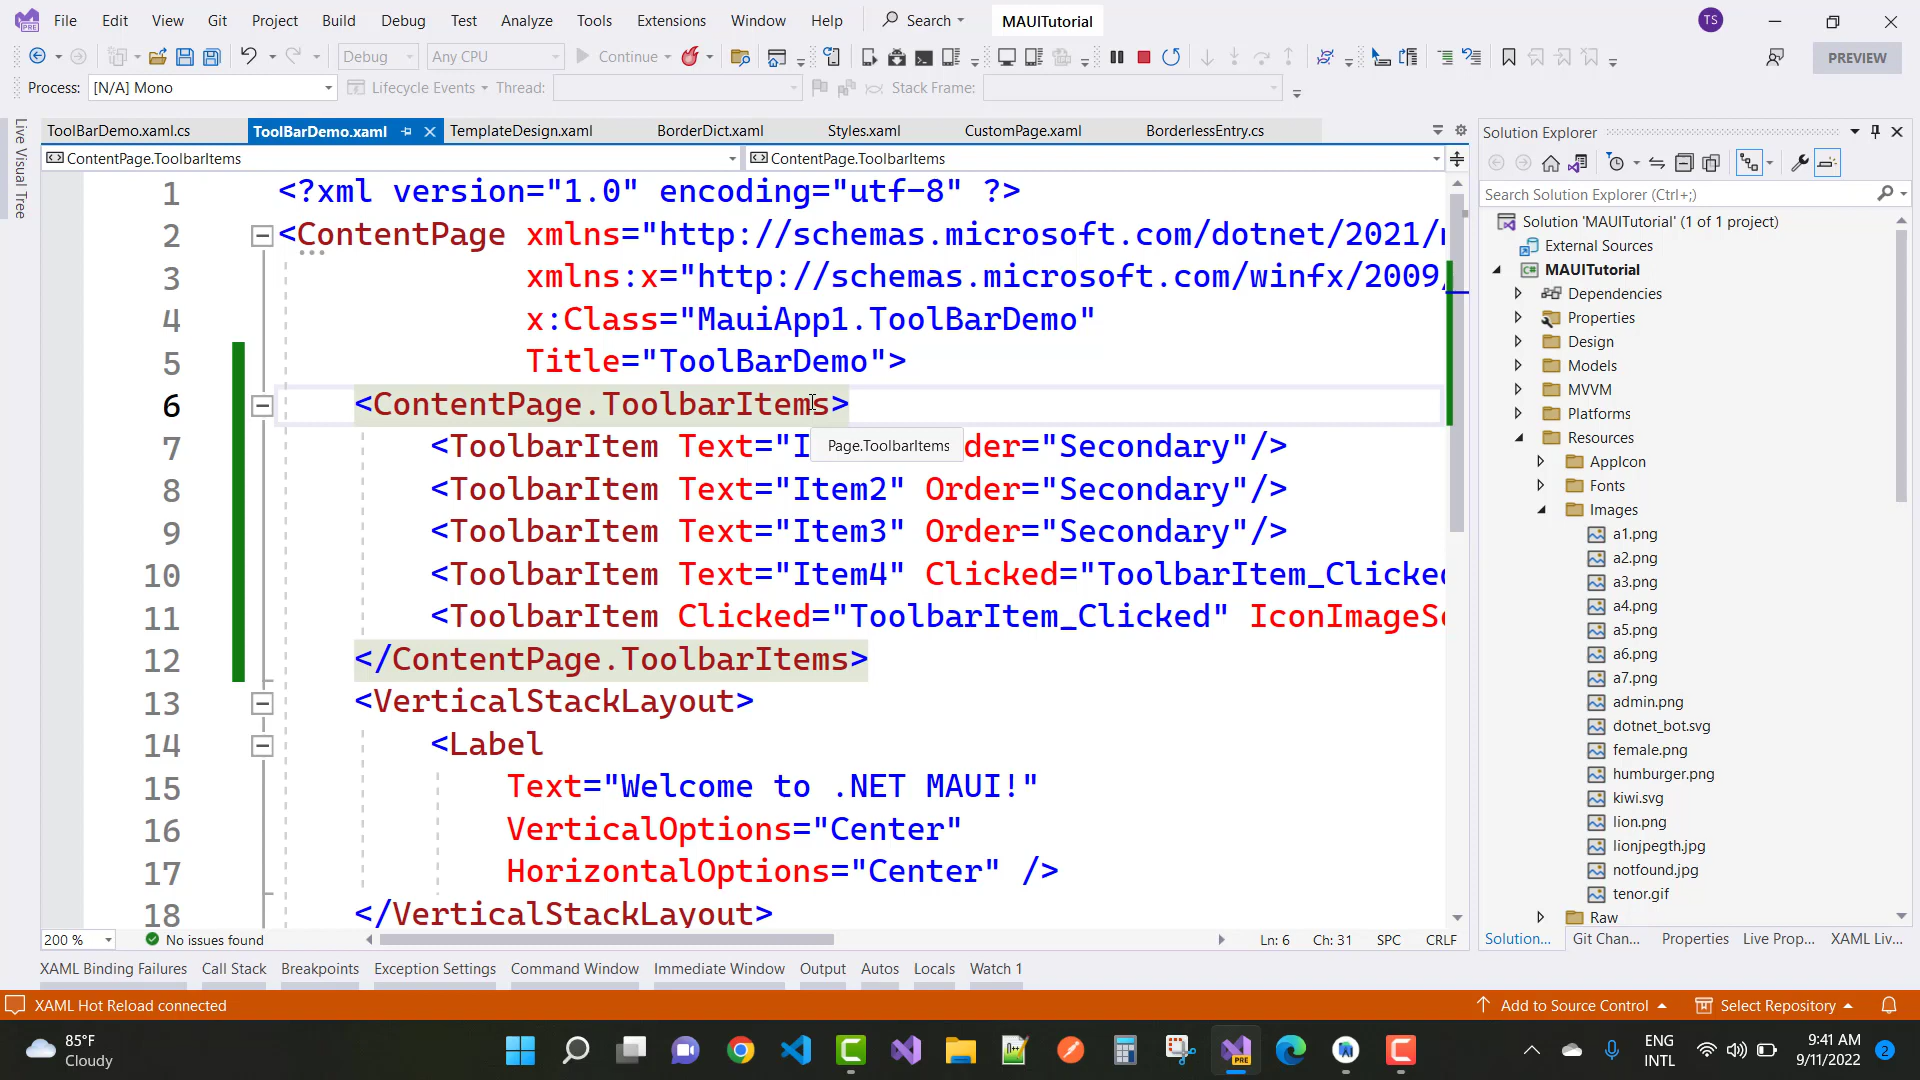 File Edit View Git Project Build Debug Test Analyze Tools Extensions Window Help Search MAUITutorial TS
Debug Any CPU Continue PREVIEW
Process: [N/A] Mono Lifecycle Events Thread: Stack Frame:
Live Visual Tree
ToolBarDemo.xaml.cs ToolBarDemo.xaml TemplateDesign.xaml BorderDict.xaml Styles.xaml CustomPage.xaml BorderlessEntry.cs
ContentPage.ToolbarItems ContentPage.ToolbarItems
1 <?xml version="1.0" encoding="utf-8" ?>
2 <ContentPage xmlns="http://schemas.microsoft.com/dotnet/2021/
3 xmlns:x="http://schemas.microsoft.com/winfx/2009/
4 x:Class="MauiApp1.ToolBarDemo"
5 Title="ToolBarDemo">
6 <ContentPage.ToolbarItems>
7 <ToolbarItem Text="I der="Secondary"/>
Page.ToolbarItems
8 <ToolbarItem Text="Item2" Order="Secondary"/>
9 <ToolbarItem Text="Item3" Order="Secondary"/>
10 <ToolbarItem Text="Item4" Clicked="ToolbarItem_Clicked
11 <ToolbarItem Clicked="ToolbarItem_Clicked" IconImageSo
12 </ContentPage.ToolbarItems>
13 <VerticalStackLayout>
14 <Label
15 Text="Welcome to .NET MAUI!"
16 VerticalOptions="Center"
17 HorizontalOptions="Center" />
18 </VerticalStackLayout>
200 % No issues found Ln: 6 Ch: 31 SPC CRLF
Solution Explorer
Search Solution Explorer (Ctrl+;)
Solution 'MAUITutorial' (1 of 1 project)
External Sources
MAUITutorial
Dependencies
Properties
Design
Models
MVVM
Platforms
Resources
AppIcon
Fonts
Images
a1.png
a2.png
a3.png
a4.png
a5.png
a6.png
a7.png
admin.png
dotnet_bot.svg
female.png
humburger.png
kiwi.svg
lion.png
lionjpegth.jpg
notfound.jpg
tenor.gif
Raw
Solution... Git Chan... Properties Live Prop... XAML Liv...
XAML Binding Failures Call Stack Breakpoints Exception Settings Command Window Immediate Window Output Autos Locals Watch 1
XAML Hot Reload connected Add to Source Control Select Repository
85°F
Cloudy
PRE
ENG
INTL
9:41 AM
9/11/2022
2